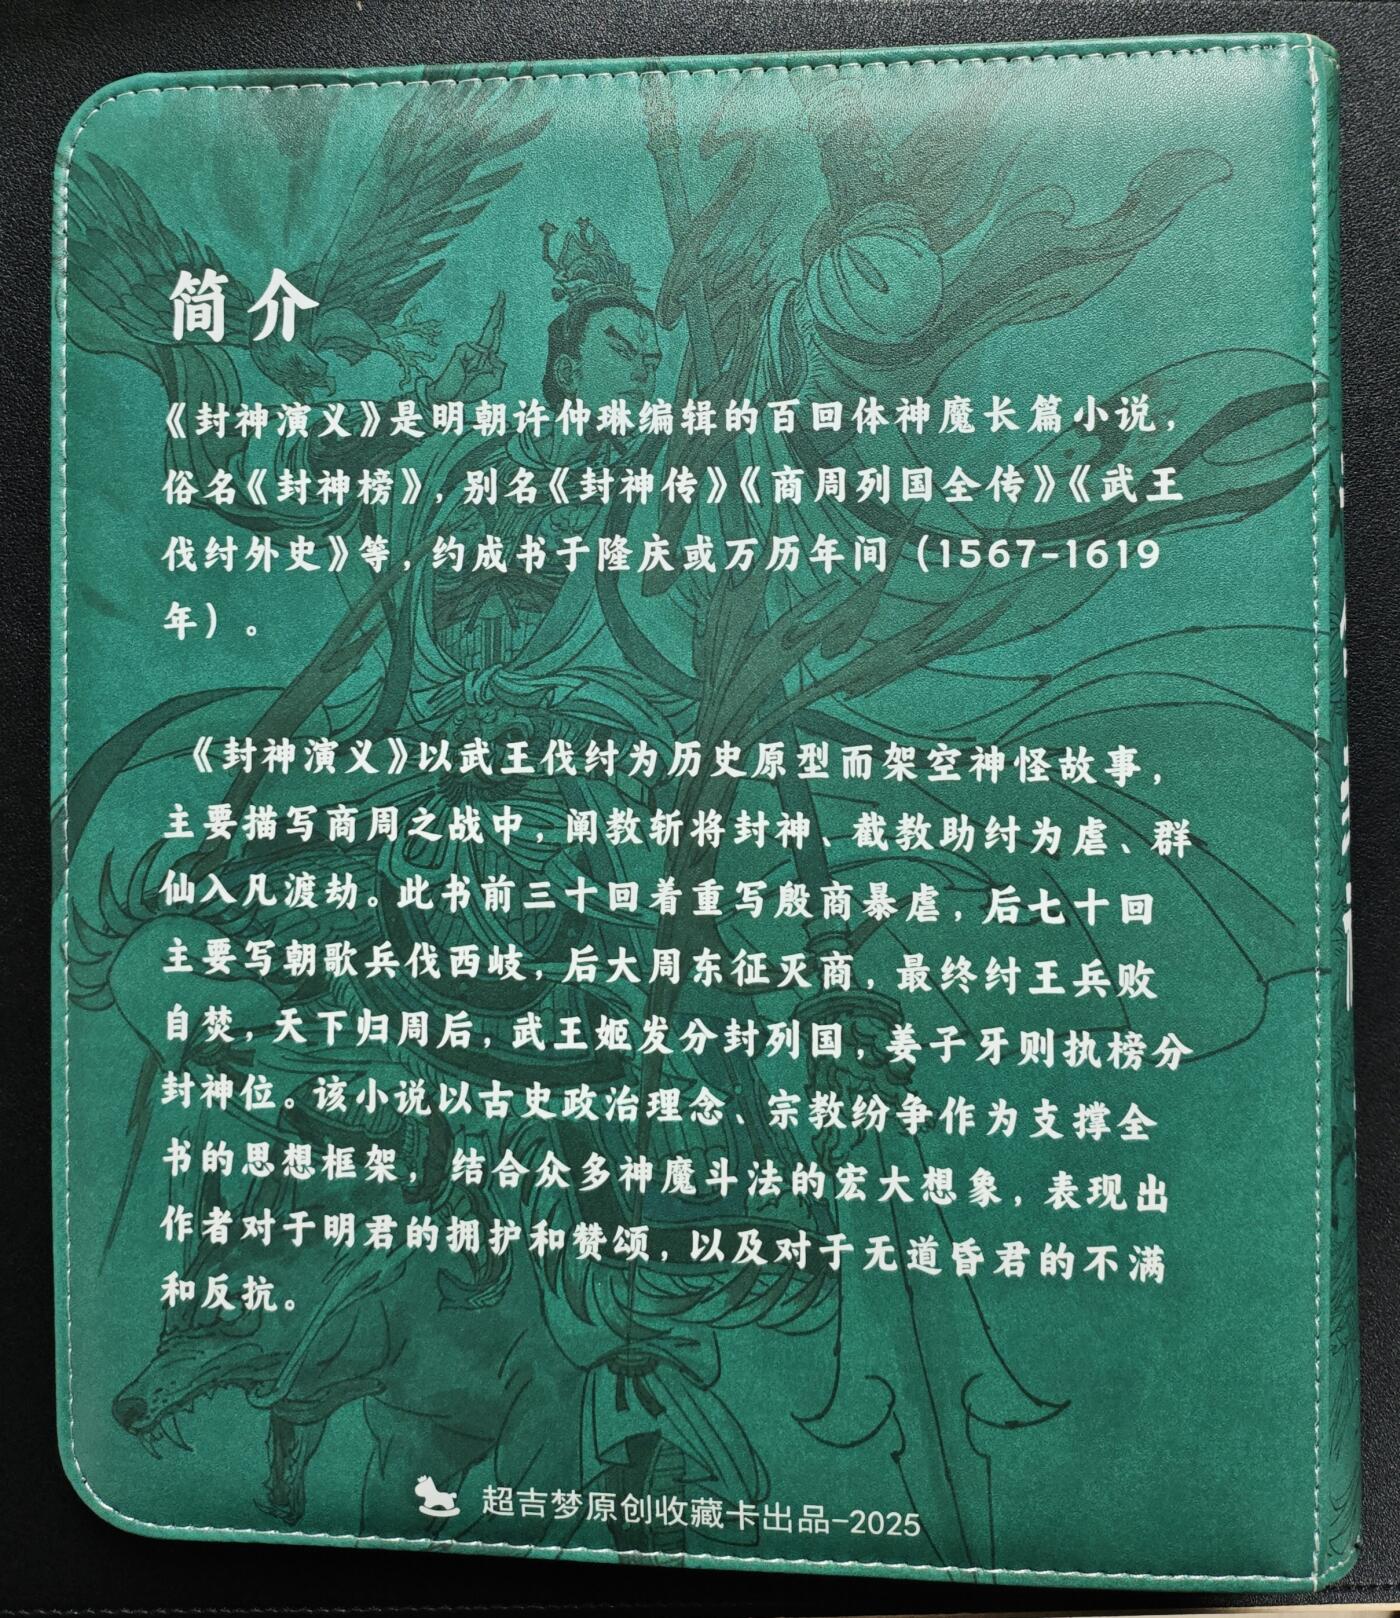 简介
《封神演义》是明朝许仲琳编辑的百回体神魔长篇小说，
俗名《封神榜》，别名《封神传》《商周列国全传》《武王
伐纣外史》等，约成书于隆庆或万历年间（1567-1619
年）。
《封神演义》以武王伐纣为历史原型而架空神怪故事，
主要描写商周之战中，阐教斩将封神、截教助纣为虐、群
仙入凡渡劫。此书前三十回着重写殷商暴虐，后七十回
主要写朝歌兵伐西岐，后大周东征灭商，最终纣王兵败
自焚，天下归周后，武王姬发分封列国，姜子牙则执榜分
封神位。该小说以古史政治理念、宗教纷争作为支撑全
书的思想框架，结合众多神魔斗法的宏大想象，表现出
作者对于明君的拥护和赞颂，以及对于无道昏君的不满
和反抗。
超吉梦原创收藏卡出品-2025